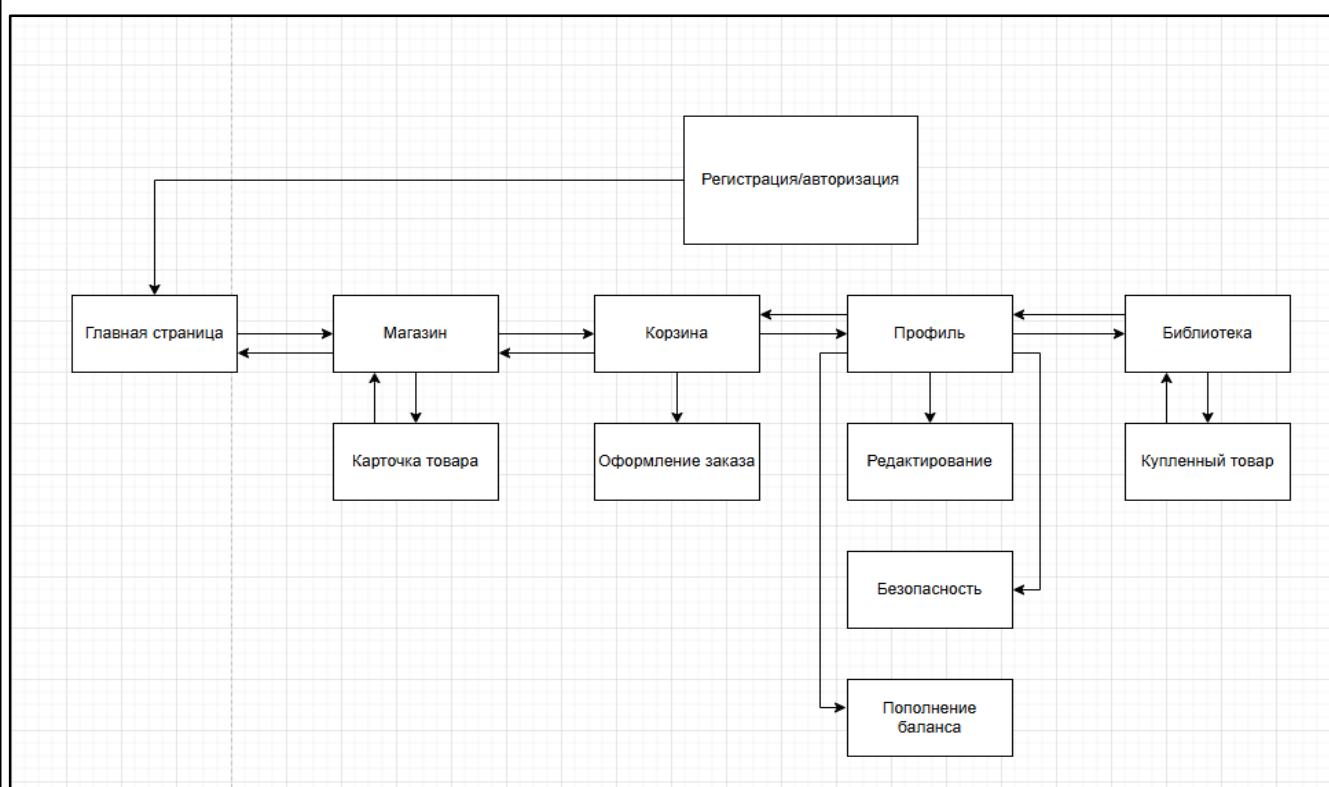 Регистрация/авторизация
Главная страница
Магазин
Корзина
Профиль
Библиотека
Карточка товара
Оформление заказа
Редактирование
Купленный товар
Безопасность
Пополнение
баланса